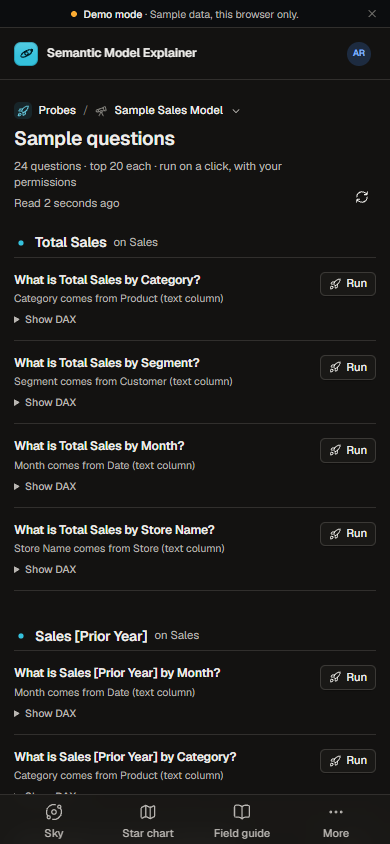 Demo mode · Sample data, this browser only.
Semantic Model Explainer
AR
Probes / Sample Sales Model
Sample questions
24 questions · top 20 each · run on a click, with your
permissions
Read 2 seconds ago
Total Sales on Sales
What is Total Sales by Category?
Run
Category comes from Product (text column)
Show DAX
What is Total Sales by Segment?
Run
Segment comes from Customer (text column)
Show DAX
What is Total Sales by Month?
Run
Month comes from Date (text column)
Show DAX
What is Total Sales by Store Name?
Run
Store Name comes from Store (text column)
Show DAX
Sales [Prior Year] on Sales
What is Sales [Prior Year] by Month?
Run
Month comes from Date (text column)
Show DAX
What is Sales [Prior Year] by Category?
Run
Category comes from Product (text column)
Sky
Star chart
Field guide
More